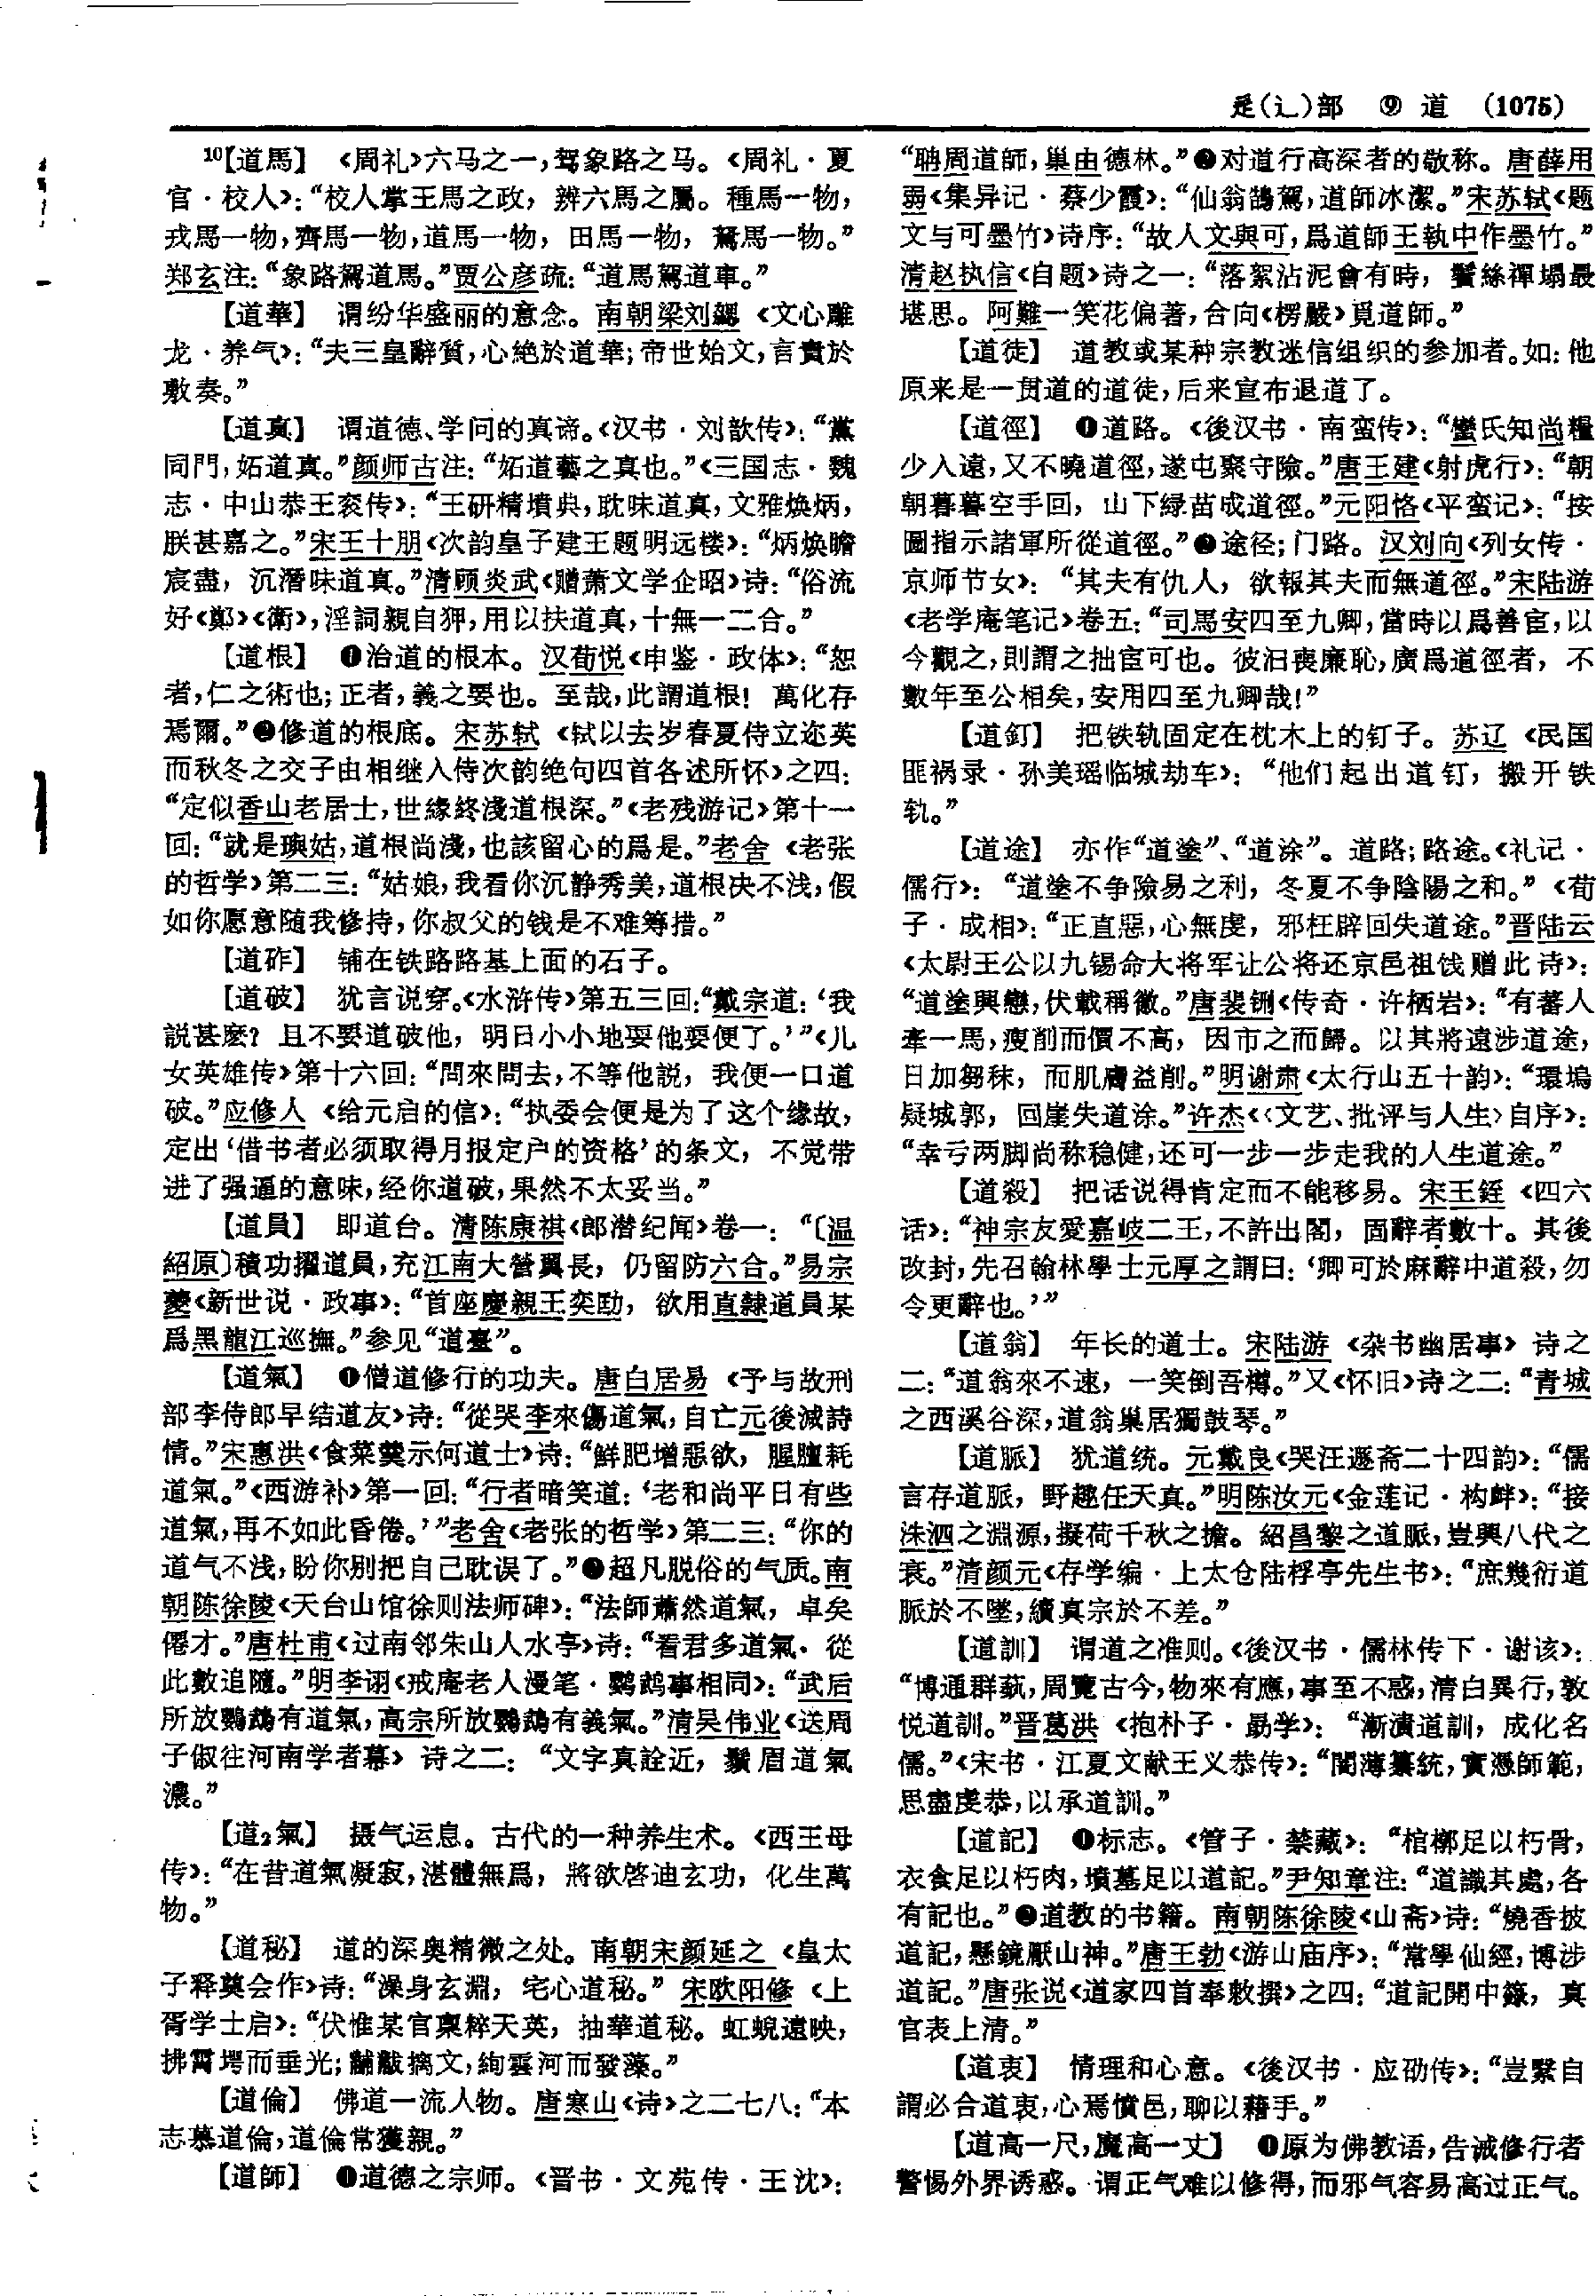 辵(辶)部　⑨　道　(1075)
10【道馬】　《周礼》六马之一,驾象路之马。《周礼·夏
官·校人》:“校人掌王馬之政,辨六馬之屬。種馬一物,
戎馬一物,齊馬一物,道馬一物,田馬一物,駑馬一物。”
郑玄注:“象路駕道馬。”贾公彦疏:“道馬駕道車。”
【道華】　谓纷华盛丽的意念。南朝梁刘勰《文心雕
龙·养气》:“夫三皇辭質,心絶於道華;帝世始文,言貴於
敷奏。”
【道真】　谓道德、学问的真谛。《汉书·刘歆传》:“黨
同門,妬道真。”颜师古注:“妬道藝之真也。”《三国志·魏
志·中山恭王衮传》:“王研精墳典,耽味道真,文雅焕炳,
朕甚嘉之。”宋王十朋《次韵皇子建王题明远楼》:“炳焕瞻
宸畫,沉潛味道真。”清顾炎武《赠萧文学企昭》诗:“俗流
好《鄭》《衛》,淫詞親自狎,用以扶道真,十無一二合。”
【道根】　❶治道的根本。汉荀悦《申鉴·政体》:“恕
者,仁之術也;正者,義之要也。至哉,此謂道根!萬化存
焉爾。”❷修道的根底。宋苏轼《轼以去岁春夏侍立迩英
而秋冬之交子由相继入侍次韵绝句四首各述所怀》之四:
“定似香山老居士,世緣終淺道根深。”《老残游记》第十一
回:“就是璵姑,道根尚淺,也該留心的爲是。”老舍《老张
的哲学》第二三:“姑娘,我看你沉静秀美,道根决不浅,假
如你愿意随我修持,你叔父的钱是不难筹措。”
【道砟】　铺在铁路路基上面的石子。
【道破】　犹言说穿。《水浒传》第五三回:“戴宗道:‘我
説甚麽?且不要道破他,明日小小地耍他耍便了。’”《儿
女英雄传》第十六回:“問來問去,不等他説,我便一口道
破。”应修人《给元启的信》:“执委会便是为了这个缘故,
定出‘借书者必须取得月报定户的资格’的条文,不觉带
进了强逼的意味,经你道破,果然不太妥当。”
【道員】　即道台。清陈康祺《郎潜纪闻》卷一:“〔温
紹原〕積功擢道員,充江南大營翼長,仍留防六合。”易宗
夔《新世说·政事》:“首座慶親王奕劻,欲用直隸道員某
爲黑龍江巡撫。”参见“道臺”。
【道氣】　❶僧道修行的功夫。唐白居易《予与故刑
部李侍郎早结道友》诗:“從哭李來傷道氣,自亡元後減詩
情。”宋惠洪《食菜羹示何道士》诗:“鮮肥增惡欲,腥膻耗
道氣。”《西游补》第一回:“行者暗笑道:‘老和尚平日有些
道氣,再不如此昏倦。’”老舍《老张的哲学》第二三:“你的
道气不浅,盼你别把自己耽误了。”❷超凡脱俗的气质。南
朝陈徐陵《天台山馆徐则法师碑》:“法師蕭然道氣,卓矣
僊才。”唐杜甫《过南邻朱山人水亭》诗:“看君多道氣,從
此數追隨。”明李诩《戒庵老人漫笔·鹦鹉事相同》:“武后
所放鸚鵡有道氣,高宗所放鸚鵡有義氣。”清吴伟业《送周
子俶往河南学者幕》诗之二:“文字真詮近,鬚眉道氣
濃。”
【道2氣】　摄气运息。古代的一种养生术。《西王母
传》:“在昔道氣凝寂,湛體無爲,將欲啓迪玄功,化生萬
物。”
【道秘】　道的深奥精微之处。南朝宋颜延之《皇太
子释奠会作》诗:“澡身玄淵,宅心道秘。”宋欧阳修《上
胥学士启》:“伏惟某官稟粹天英,抽華道秘。虹蜺遠映,
拂霄堮而垂光;黼黻摛文,絢雲河而發藻。”
【道倫】　佛道一流人物。唐寒山《诗》之二七八:“本
志慕道倫,道倫常獲親。”
【道師】　❶道德之宗师。《晋书·文苑传·王沈》:
“聃周道師,巢由德林。”❷对道行高深者的敬称。唐薛用
弱《集异记·蔡少霞》:“仙翁鵠駕,道師冰潔。”宋苏轼《题
文与可墨竹》诗序:“故人文與可,爲道師王執中作墨竹。”
清赵执信《自题》诗之一:“落絮沾泥會有時,鬢絲禪榻最
堪思。阿難一笑花偏著,合向《楞嚴》覓道師。”
【道徒】　道教或某种宗教迷信组织的参加者。如:他
原来是一贯道的道徒,后来宣布退道了。
【道徑】　❶道路。《後汉书·南蛮传》:“蠻氏知尚糧
少入遠,又不曉道徑,遂屯聚守險。”唐王建《射虎行》:“朝
朝暮暮空手回,山下緑苗成道徑。”元阳恪《平蛮记》:“按
圖指示諸軍所從道徑。”❷途径;门路。汉刘向《列女传·
京师节女》:“其夫有仇人,欲報其夫而無道徑。”宋陆游
《老学庵笔记》卷五:“司馬安四至九卿,當時以爲善宦,以
今觀之,則謂之拙宦可也。彼汩喪廉恥,廣爲道徑者,不
數年至公相矣,安用四至九卿哉!”
【道釘】　把铁轨固定在枕木上的钉子。苏辽《民国
匪祸录·孙美瑶临城劫车》:“他们起出道钉,搬开铁
轨。”
【道途】　亦作“道塗”、“道涂”。道路;路途。《礼记·
儒行》:“道塗不争險易之利,冬夏不争陰陽之和。”《荀
子·成相》:“正直惡,心無度,邪枉辟回失道途。”晋陆云
《太尉王公以九锡命大将军让公将还京邑祖饯赠此诗》:
“道塗興戀,伏載稱徽。”唐裴铏《传奇·许栖岩》:“有蕃人
牽一馬,瘦削而價不高,因市之而歸。以其將遠涉道途,
日加芻秣,而肌膚益削。”明谢肃《太行山五十韵》:“環塢
疑城郭,回崖失道涂。”许杰《〈文艺、批评与人生〉自序》:
“幸亏两脚尚称稳健,还可一步一步走我的人生道途。”
【道殺】　把话说得肯定而不能移易。宋王铚《四六
话》:“神宗友愛嘉岐二王,不許出閤,固辭者數十。其後
改封,先召翰林學士元厚之謂曰:‘卿可於麻辭中道殺,勿
令更辭也。’”
【道翁】　年长的道士。宋陆游《杂书幽居事》诗之
二:“道翁來不速,一笑倒吾樽。”又《怀旧》诗之二:“青城
之西溪谷深,道翁巢居獨鼓琴。”
【道脈】　犹道统。元戴良《哭汪遯斋二十四韵》:“儒
言存道脈,野趣任天真。”明陈汝元《金莲记·构衅》:“接
洙泗之淵源,擬荷千秋之擔。紹昌黎之道脈,豈興八代之
衰。”清颜元《存学编·上太仓陆桴亭先生书》:“庶幾衍道
脈於不墜,續真宗於不差。”
【道訓】　谓道之准则。《後汉书·儒林传下·谢该》:
“博通群蓺,周覽古今,物來有應,事至不惑,清白異行,敦
悦道訓。”晋葛洪《抱朴子·勗学》:“漸漬道訓,成化名
儒。”《宋书·江夏文献王义恭传》:“闇薄纂統,實憑師範,
思盡虔恭,以承道訓。”
【道記】　❶标志。《管子·禁藏》:“棺槨足以朽骨,
衣食足以朽肉,墳墓足以道記。”尹知章注:“道識其處,各
有記也。”❷道教的书籍。南朝陈徐陵《山斋》诗:“燒香披
道記,懸鏡厭山神。”唐王勃《游山庙序》:“常學仙經,博涉
道記。”唐张说《道家四首奉敕撰》之四:“道記開中籙,真
官表上清。”
【道衷】　情理和心意。《後汉书·应劭传》:“豈繄自
謂必合道衷,心焉憤邑,聊以藉手。”
【道高一尺,魔高一丈】　❶原为佛教语,告诫修行者
警惕外界诱惑。谓正气难以修得,而邪气容易高过正气。